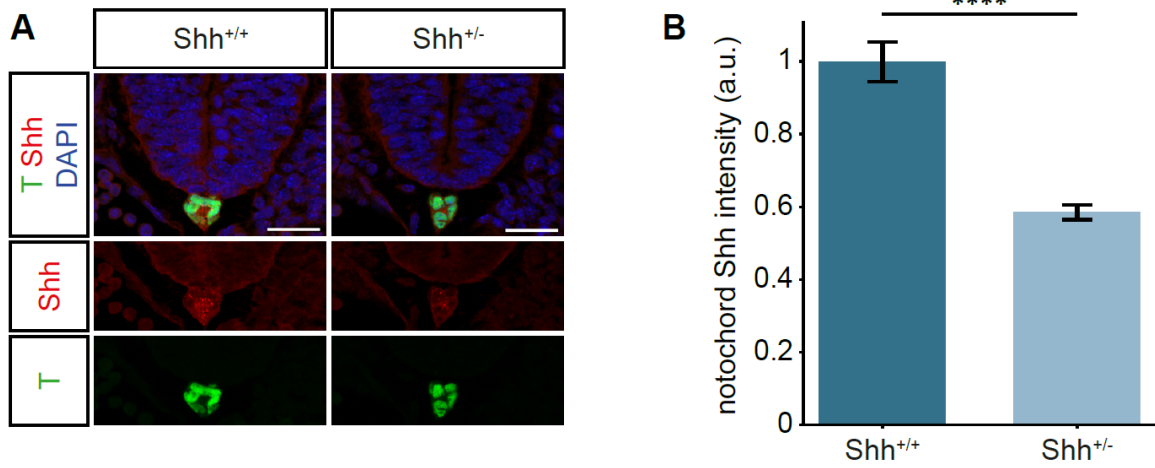 A
Shh+/+
Shh+/-
T Shh
DAPI
Shh
T
B
****
notochord Shh intensity (a.u.)
1
0.8
0.6
0.4
0.2
0
Shh+/+
Shh+/-